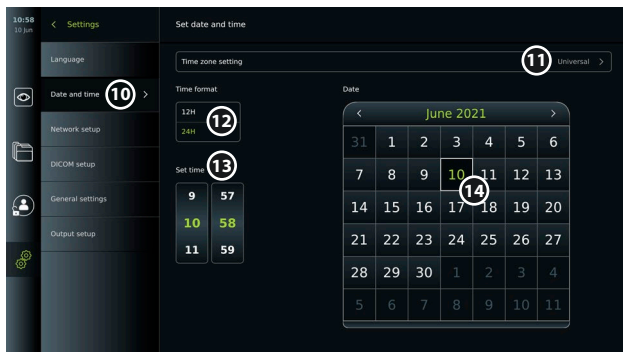 10:58
10 Jun
Settings
Set date and time
Language
Date and time 10
Network setup
DICOM setup
General settings
Output setup
Time zone setting 11 Universal
Time format
12H
24H
12
Set time 13
9 57
10 58
11 59
Date
June 2021
31 1 2 3 4 5 6
7 8 9 10 11 12 13
14
14 15 16 17 18 19 20
21 22 23 24 25 26 27
28 29 30 1 2 3 4
5 6 7 8 9 10 11